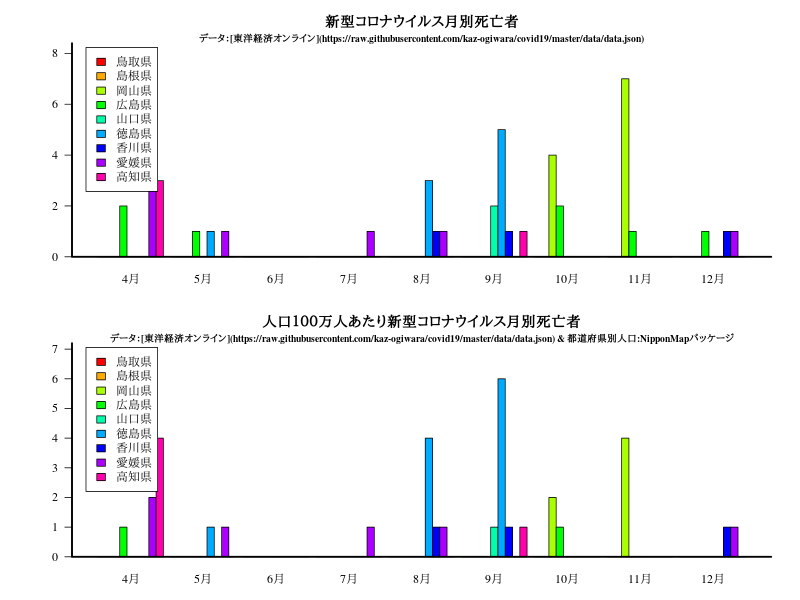 新型コロナウイルス月別死亡者
データ:[東洋経済オンライン](https://raw.githubusercontent.com/kaz-ogiwara/covid19/master/data/data.json)
8
6
4
2
0
鳥取県
島根県
岡山県
広島県
山口県
徳島県
香川県
愛媛県
高知県
4月 5月 6月 7月 8月 9月 10月 11月 12月
人口100万人あたり新型コロナウイルス月別死亡者
データ:[東洋経済オンライン](https://raw.githubusercontent.com/kaz-ogiwara/covid19/master/data/data.json) & 都道府県別人口:NipponMapパッケージ
7
6
5
4
3
2
1
0
鳥取県
島根県
岡山県
広島県
山口県
徳島県
香川県
愛媛県
高知県
4月 5月 6月 7月 8月 9月 10月 11月 12月